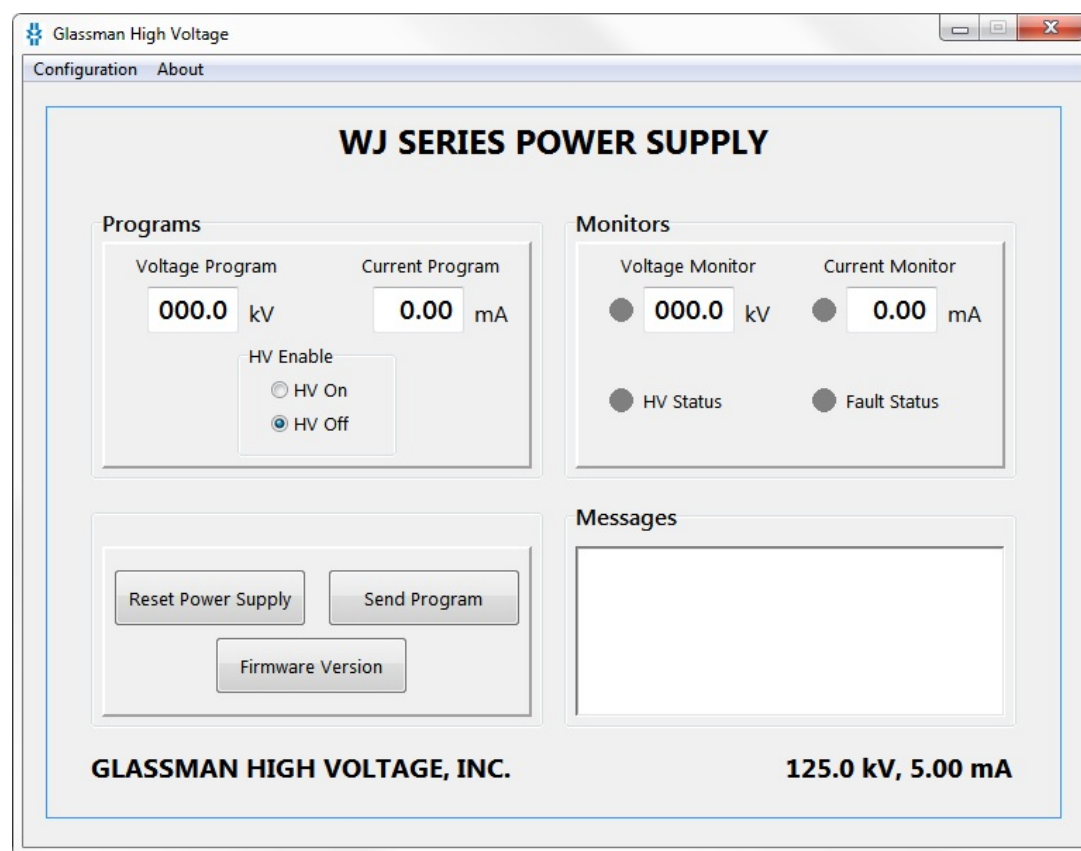 Glassman High Voltage
Configuration About
WJ SERIES POWER SUPPLY
Programs
Voltage Program Current Program
000.0 kV 0.00 mA
HV Enable
HV On
HV Off
Monitors
Voltage Monitor Current Monitor
000.0 kV 0.00 mA
HV Status Fault Status
Reset Power Supply Send Program
Firmware Version
Messages
GLASSMAN HIGH VOLTAGE, INC. 125.0 kV, 5.00 mA